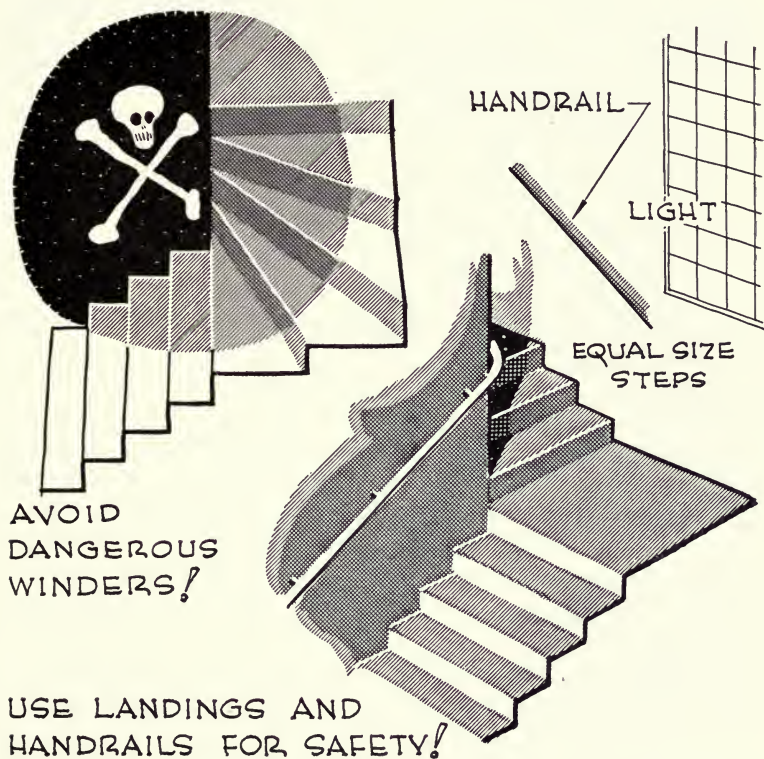 HANDRAIL
LIGHT
EQUAL SIZE
STEPS
AVOID
DANGEROUS
WINDERS!
USE LANDINGS AND
HANDRAILS FOR SAFETY!